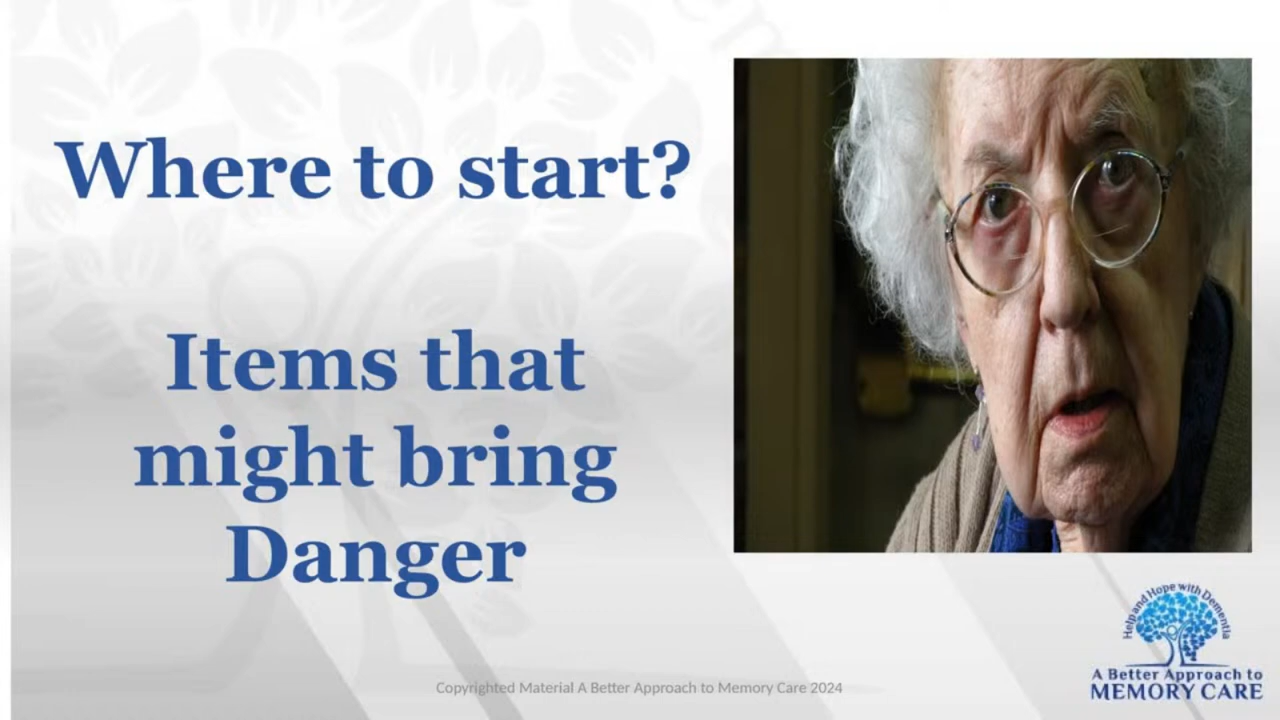 Where to start?
Items that
might bring
Danger
Help and Hope with Dementia
A Better Approach to
MEMORY CARE
Copyrighted Material A Better Approach to Memory Care 2024